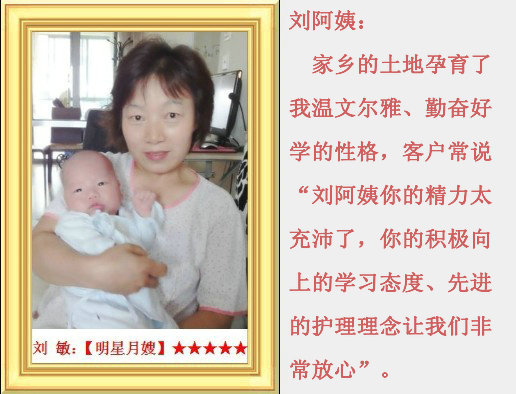 刘 敏：【明星月嫂】★★★★★
刘阿姨：
家乡的土地孕育了
我温文尔雅、勤奋好
学的性格，客户常说
“刘阿姨你的精力太
充沛了，你的积极向
上的学习态度、先进
的护理理念让我们非
常放心”。